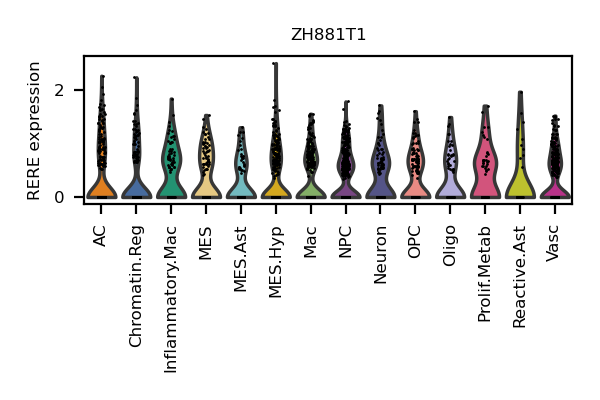 ZH881T1
RERE expression
2
0
AC
Chromatin.Reg
Inflammatory.Mac
MES
MES.Ast
MES.Hyp
Mac
NPC
Neuron
OPC
Oligo
Prolif.Metab
Reactive.Ast
Vasc